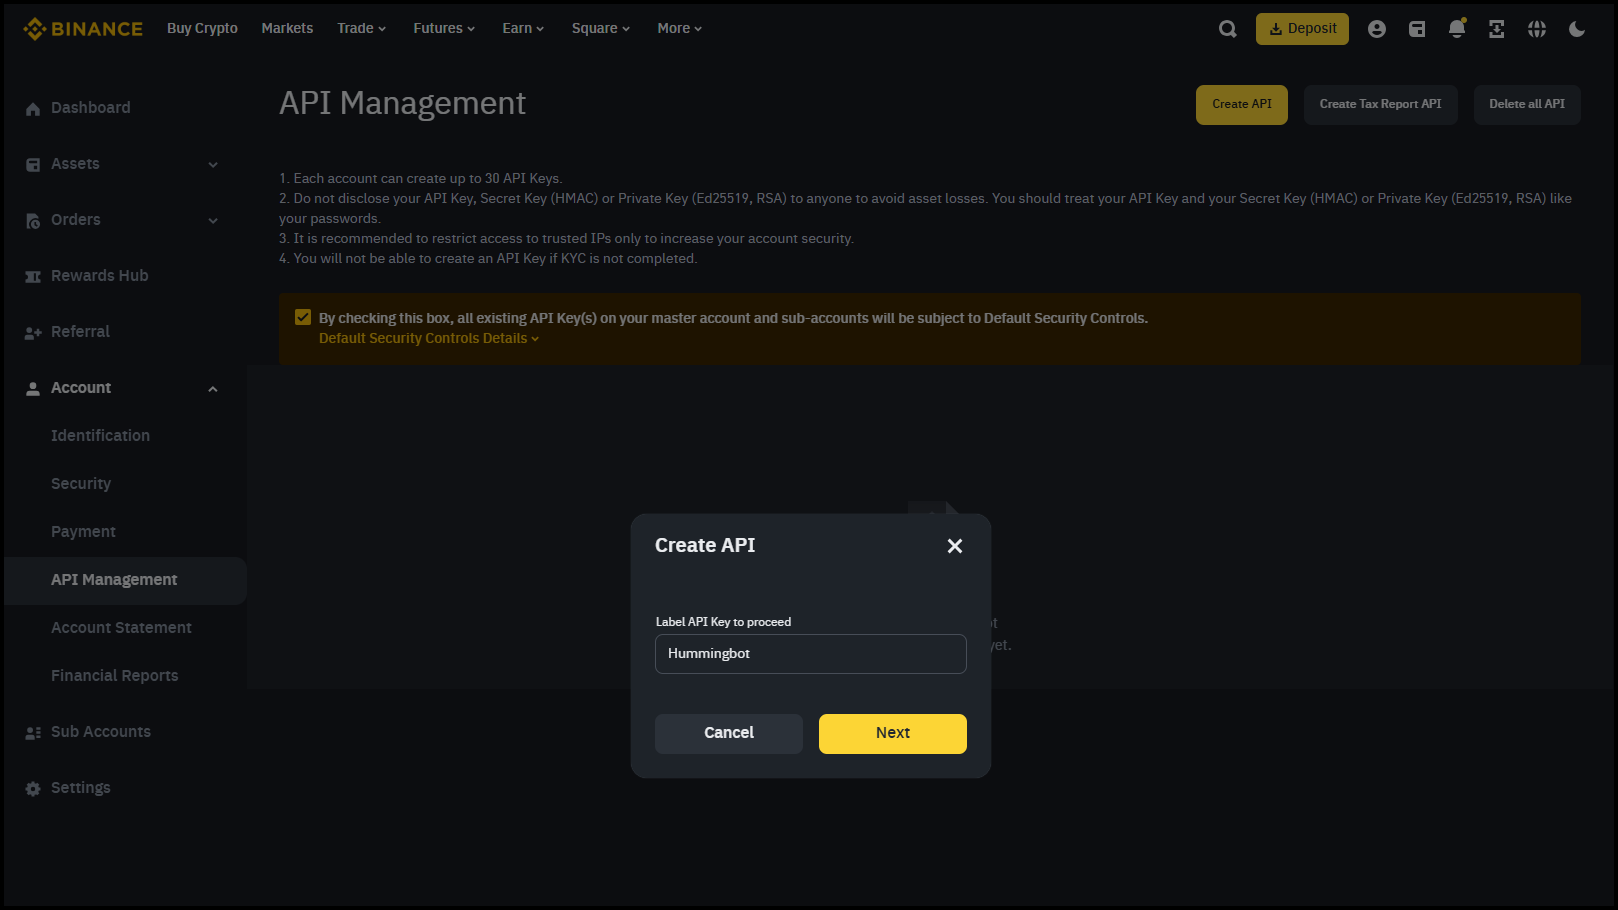 BINANCE
Buy Crypto
Markets
Trade
Futures
Earn
Square
More
Deposit
Dashboard
Assets
Orders
Rewards Hub
Referral
Account
Identification
Security
Payment
API Management
Account Statement
Financial Reports
Sub Accounts
Settings
API Management
Create API
Create Tax Report API
Delete all API
1. Each account can create up to 30 API Keys.
2. Do not disclose your API Key, Secret Key (HMAC) or Private Key (Ed25519, RSA) to anyone to avoid asset losses. You should treat your API Key and your Secret Key (HMAC) or Private Key (Ed25519, RSA) like
your passwords.
3. It is recommended to restrict access to trusted IPs only to increase your account security.
4. You will not be able to create an API Key if KYC is not completed.
By checking this box, all existing API Key(s) on your master account and sub-accounts will be subject to Default Security Controls.
Default Security Controls Details
Create API
Label API Key to proceed
Hummingbot
Cancel
Next
yet.